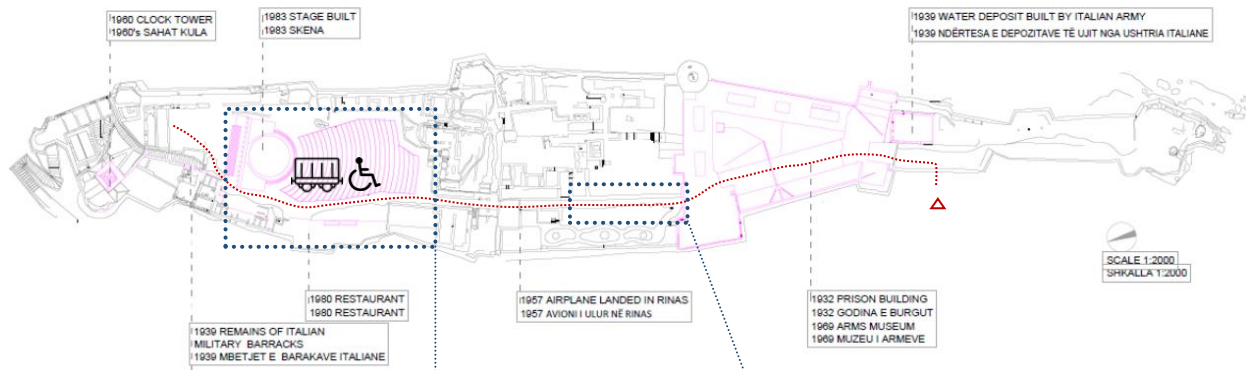 1960 CLOCK TOWER
1960's SAHAT KULA
1983 STAGE BUILT
1983 SKENA
1939 WATER DEPOSIT BUILT BY ITALIAN ARMY
1939 NDËRTESA E DEPOZITAVE TË UJIT NGA USHTRIA ITALIANE
SCALE 1:2000
SHKALLA 1:2000
1980 RESTAURANT
1980 RESTAURANT
1957 AIRPLANE LANDED IN RINAS
1957 AVIONI I ULUR NË RINAS
1932 PRISON BUILDING
1932 GODINA E BURGUT
1969 ARMS MUSEUM
1969 MUZEU I ARMEVE
1939 REMAINS OF ITALIAN
MILITARY BARRACKS
1939 MBETJET E BARAKAVE ITALIANE